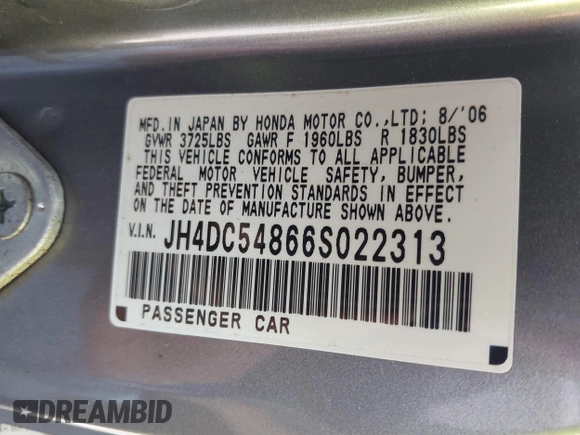 MFD.IN JAPAN BY HONDA MOTOR CO.,LTD; 8/'06
GVWR 3725LBS GAWR F 1960LBS R 1830LBS
THIS VEHICLE CONFORMS TO ALL APPLICABLE
FEDERAL MOTOR VEHICLE SAFETY, BUMPER,
AND THEFT PREVENTION STANDARDS IN EFFECT
ON THE DATE OF MANUFACTURE SHOWN ABOVE.
V.I.N. JH4DC54866S022313
PASSENGER CAR
DREAMBID